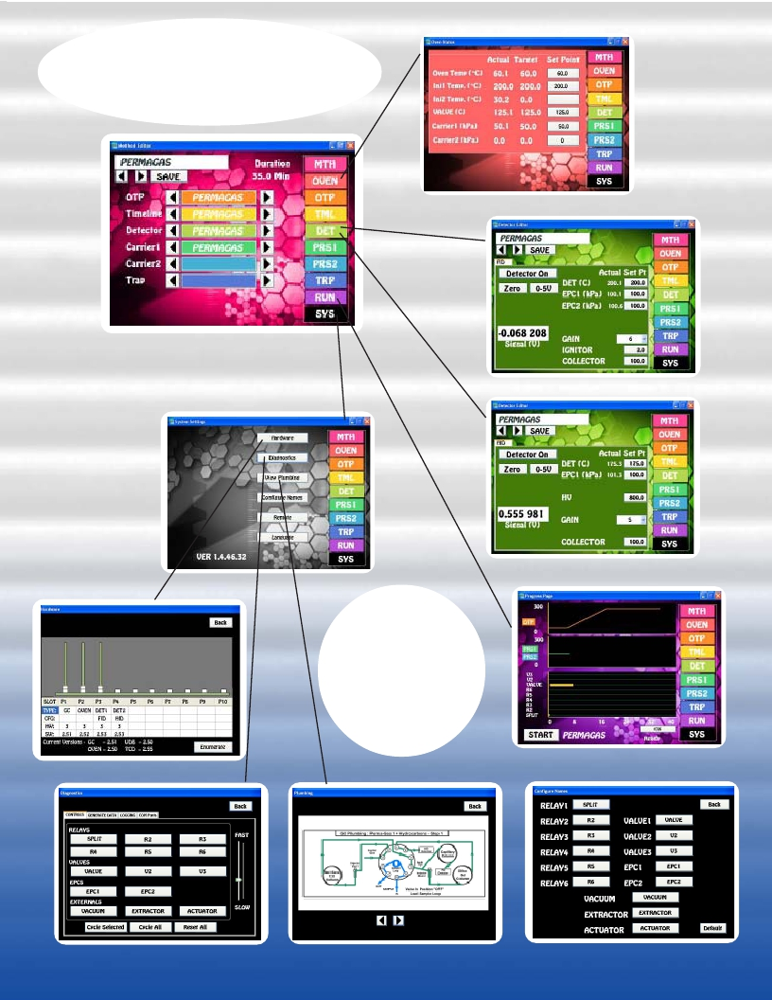 Oven Status
Actual Target Set Point
Oven Temp (°C) 60.1 60.0 60.0
Inj1 Temp. (°C) 200.0 200.0 200.0
Inj2 Temp. (°C) 30.2 0.0
VALVE (C) 125.1 125.0 125.0
Carrier1 (kPa) 50.1 50.0 50.0
Carrier2 (kPa) 0.0 0.0 0
MTH
OVEN
OTP
TML
DET
PRS1
PRS2
TRP
RUN
SYS
Method Editor
PERMAGAS
SAVE
Duration
35.0 Min
OTP PERMAGAS
Timeline PERMAGAS
Detector PERMAGAS
Carrier1 PERMAGAS
Carrier2
Trap
MTH
OVEN
OTP
TML
DET
PRS1
PRS2
TRP
RUN
SYS
Detector Editor
PERMAGAS
SAVE
FID
Detector On
Zero 0-5V
Actual Set Pt
DET (C) 200.1 200.0
EPC1 (kPa) 100.1 100.0
EPC2 (kPa) 100.6 100.0
-0.068 208
Signal (V)
GAIN 6
IGNITOR 2.0
COLLECTOR 100.0
MTH
OVEN
OTP
TML
DET
PRS1
PRS2
TRP
RUN
SYS
Detector Editor
PERMAGAS
SAVE
HID
Detector On
Zero 0-5V
Actual Set Pt
DET (C) 175.3 175.0
EPC1 (kPa) 101.3 100.0
HV 800.0
0.555 981
Signal (V)
GAIN 5
COLLECTOR 100.0
MTH
OVEN
OTP
TML
DET
PRS1
PRS2
TRP
RUN
SYS
System Settings
Hardware
Diagnostics
View Plumbing
Configure Names
Remote
Language
VER 1.4.46.32
MTH
OVEN
OTP
TML
DET
PRS1
PRS2
TRP
RUN
SYS
Hardware
Back
SLOT P1 P2 P3 P4 P5 P6 P7 P8 P9 P10
TYPE: GC OVEN DET1 DET2
CFG: FID HID
HW: 3 3 3 3
SW: 2.51 2.52 2.53 2.53
Current Versions - GC - 2.51 UDB - 2.50
OVEN - 2.50 TCD - 2.55
Enumerate
Progress Page
300
OTP
0
300
PRS1
PRS2
0
V3
V2
VALVE
R6
R5
R4
R3
R2
SPLIT
0 8 16 24 32 40
START PERMAGAS
Ready
MTH
OVEN
OTP
TML
DET
PRS1
PRS2
TRP
RUN
SYS
Diagnostics
Back
CONTROLS GENERATE DATA LOGGING COM Ports
RELAYS
SPLIT R2 R3
R4 R5 R6
VALVES
VALVE V2 V3
EPCS
EPC1 EPC2
EXTERNALS
VACUUM EXTRACTOR ACTUATOR
FAST
SLOW
Cycle Selected Cycle All Reset All
Plumbing
Back
GC Plumbing: Perma-Gas 1 + Hydrocarbons - Step 1
Valve In Position "OFF"
Load Sample Loop
Configure Names
RELAY1 SPLIT
Back
RELAY2 R2 VALVE1 VALVE
RELAY3 R3 VALVE2 V2
RELAY4 R4 VALVE3 V3
RELAY5 R5 EPC1 EPC1
RELAY6 R6 EPC2 EPC2
VACUUM VACUUM
EXTRACTOR EXTRACTOR
ACTUATOR ACTUATOR
Default